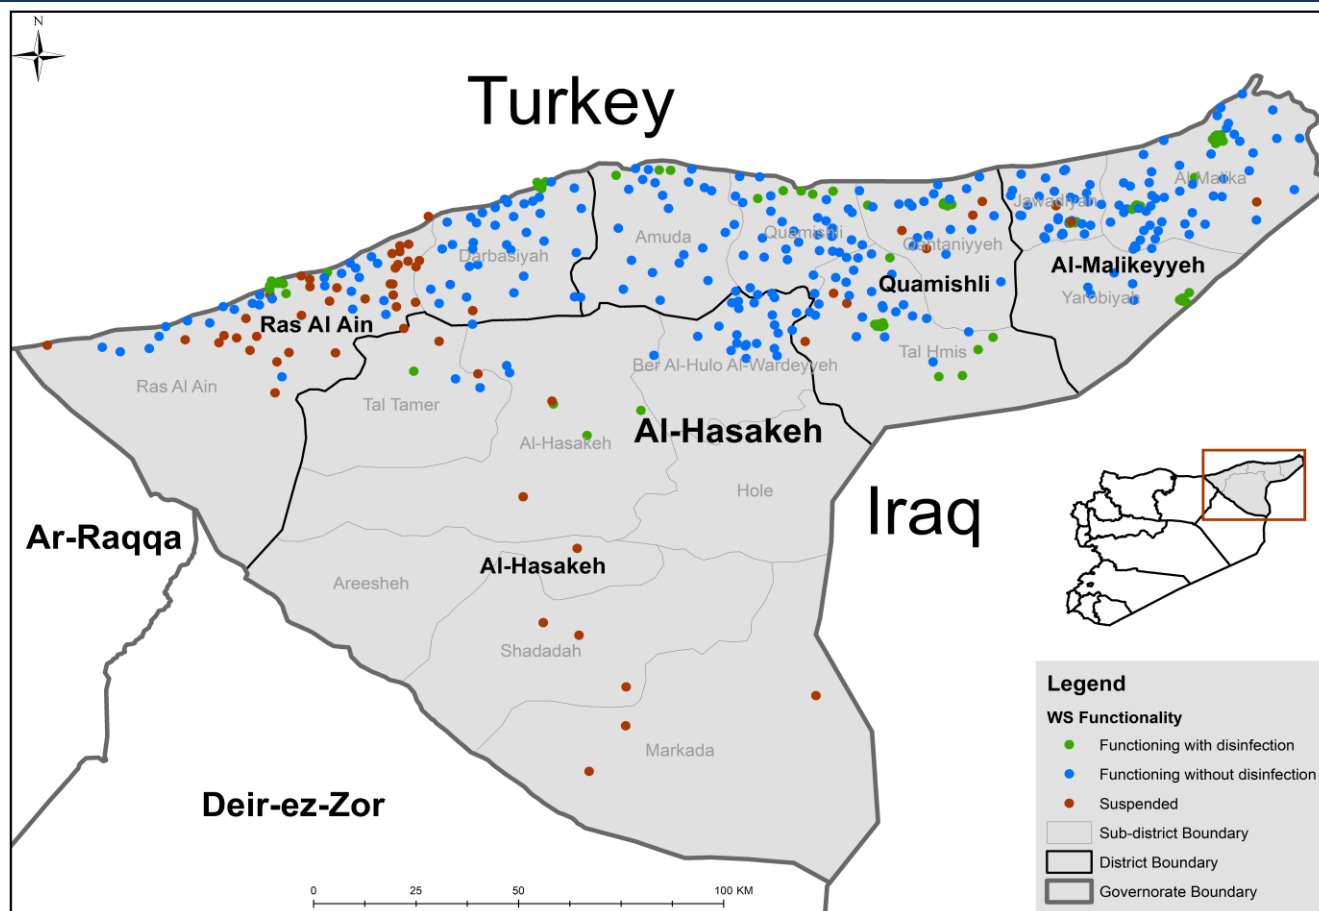 N
Turkey
Al-Malika
Jawadiyah
Amuda
Quamishli
Qahtaniyyeh
Darbasiyah
Al-Malikeyyeh
Quamishli
Yarobiyah
Ras Al Ain
Tal Hmis
Ber Al-Hulo Al-Wardeyyeh
Ras Al Ain
Tal Tamer
Al-Hasakeh
Al-Hasakeh
Hole
Iraq
Ar-Raqqa
Al-Hasakeh
Areesheh
Shadadah
Markada
Deir-ez-Zor
Legend
WS Functionality
Functioning with disinfection
Functioning without disinfection
Suspended
Sub-district Boundary
District Boundary
Governorate Boundary
0 25 50 100 KM